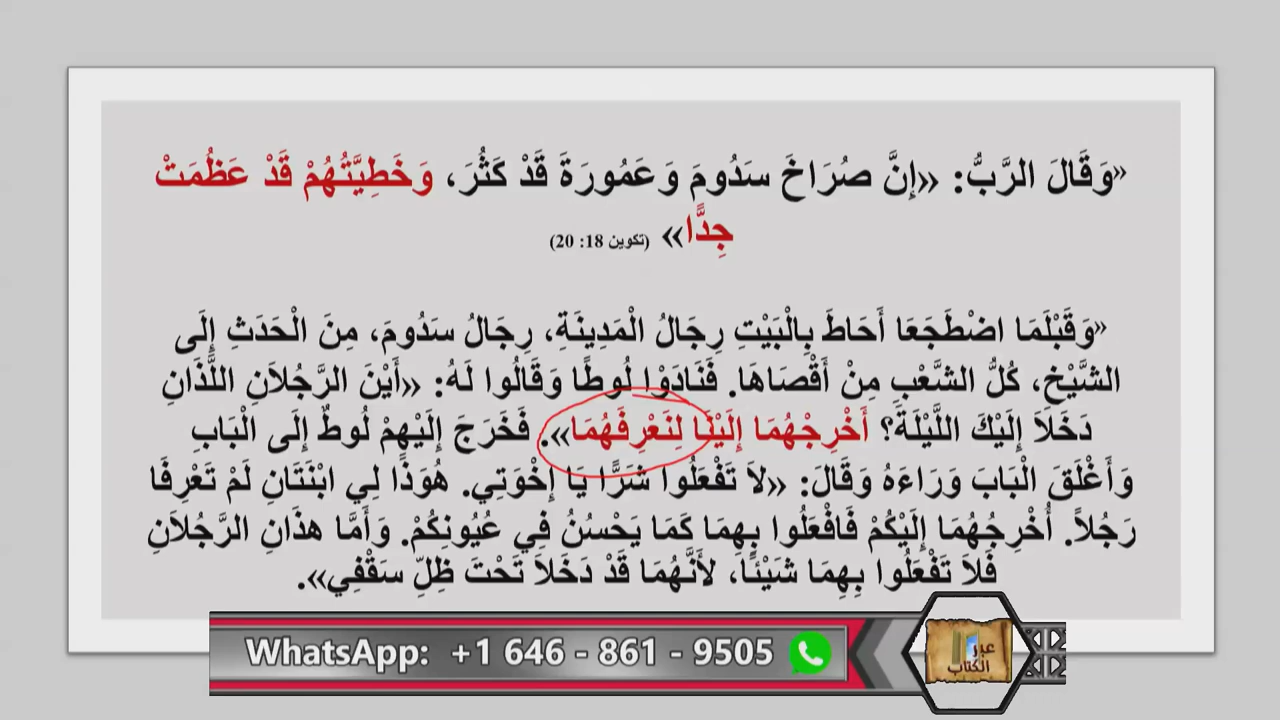 «وَقَالَ الرَّبُّ: «إِنَّ صُرَاخَ سَدُومَ وَعَمُورَةَ قَدْ كَثُرَ، وَخَطِيَّتُهُمْ قَدْ عَظُمَتْ
جِدًّا» (تكوين 18: 20)
«وَقَبْلَمَا اضْطَجَعَا أَحَاطَ بِالْبَيْتِ رِجَالُ الْمَدِينَةِ، رِجَالُ سَدُومَ، مِنَ الْحَدَثِ إِلَى
الشَّيْخِ، كُلُّ الشَّعْبِ مِنْ أَقْصَاهَا. فَنَادَوْا لُوطًا وَقَالُوا لَهُ: «أَيْنَ الرَّجُلاَنِ اللَّذَانِ
دَخَلاَ إِلَيْكَ اللَّيْلَةَ؟ أَخْرِجْهُمَا إِلَيْنَا لِنَعْرِفَهُمَا». فَخَرَجَ إِلَيْهِمْ لُوطٌ إِلَى الْبَابِ
وَأَغْلَقَ الْبَابَ وَرَاءَهُ وَقَالَ: «لاَ تَفْعَلُوا شَرًّا يَا إِخْوَتِي. هُوَذَا لِي ابْنَتَانِ لَمْ تَعْرِفَا
رَجُلاً. أُخْرِجُهُمَا إِلَيْكُمْ فَافْعَلُوا بِهِمَا كَمَا يَحْسُنُ فِي عُيُونِكُمْ. وَأَمَّا هذَانِ الرَّجُلاَنِ
فَلاَ تَفْعَلُوا بِهِمَا شَيْئًا، لأَنَّهُمَا قَدْ دَخَلاَ تَحْتَ ظِلِّ سَقْفِي».
WhatsApp: +1 646 - 861 - 9505
عبر
الكتاب